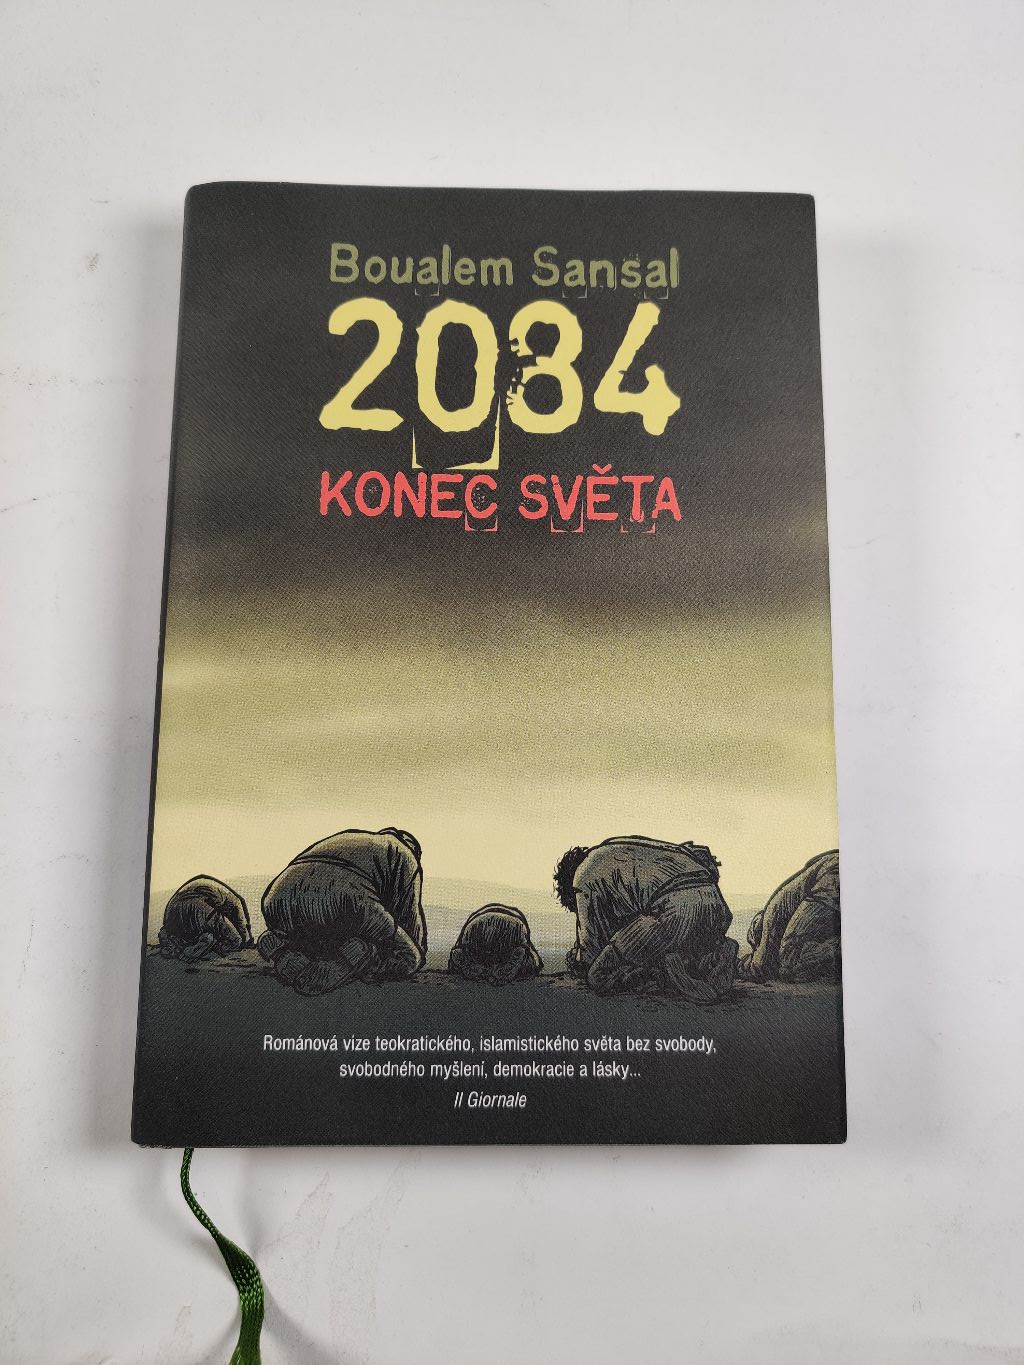 Boualem Sansal
2084
KONEC SVĚTA
Románová vize teokratického, islamistického světa bez svobody,
svobodného myšlení, demokracie a lásky...
Il Giornale